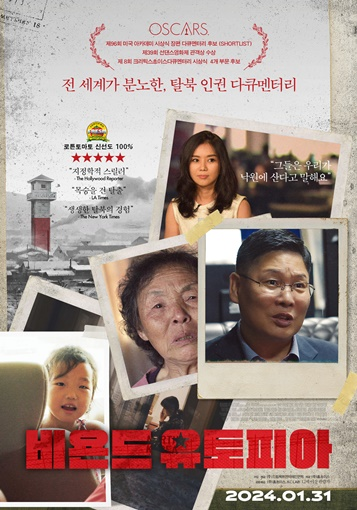 OSCARS
제96회 미국 아카데미 시상식 장편 다큐멘터리 후보 (SHORTLIST)
제39회 선댄스영화제 관객상 수상
제 8회 크리틱스초이스다큐멘터리 시상식 4개 부문 후보
전 세계가 분노한, 탈북 인권 다큐멘터리
로튼토마토 신선도 100%
★★★★★
"지정학적 스릴러"
- The Hollywood Reporter
"목숨을 건 탈출"
- LA Times
"생생한 탈북의 경험"
- The New York Times
"그들은 우리가
낙원에 산다고 말해요"
비욘드 유토피아
2024.01.31